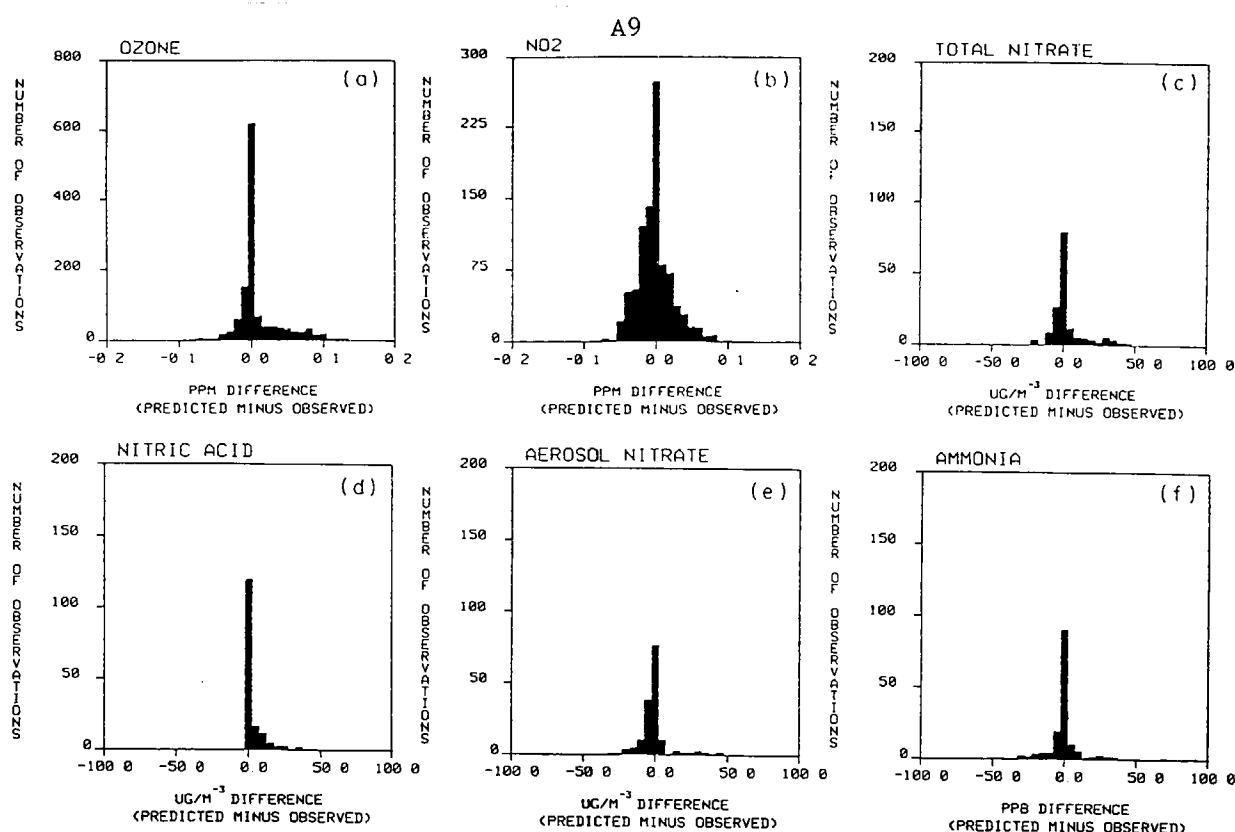 A9
OZONE
(a)
800
600
400
200
0
-0 2
-0 1
0 0
0 1
0 2
NUMBER OF OBSERVATIONS
PPM DIFFERENCE
(PREDICTED MINUS OBSERVED)
NO2
(b)
300
225
150
75
0
-0 2
-0 1
0 0
0 1
0 2
NUMBER OF OBSERVATIONS
PPM DIFFERENCE
(PREDICTED MINUS OBSERVED)
TOTAL NITRATE
(c)
200
150
100
50
0
-100 0
-50 0
0.0
50 0
100 0
NUMBER OF OBSERVATIONS
UG/M-3 DIFFERENCE
(PREDICTED MINUS OBSERVED)
NITRIC ACID
(d)
200
150
100
50
0
-100 0
-50 0
0.0
50 0
100 0
NUMBER OF OBSERVATIONS
UG/M-3 DIFFERENCE
(PREDICTED MINUS OBSERVED)
AEROSOL NITRATE
(e)
200
150
100
50
0
-100 0
-50 0
0.0
50 0
100 0
NUMBER OF OBSERVATIONS
UG/M-3 DIFFERENCE
(PREDICTED MINUS OBSERVED)
AMMONIA
(f)
200
150
100
50
0
-100 0
-50 0
0.0
50 0
100 0
NUMBER OF OBSERVATIONS
PPB DIFFERENCE
(PREDICTED MINUS OBSERVED)